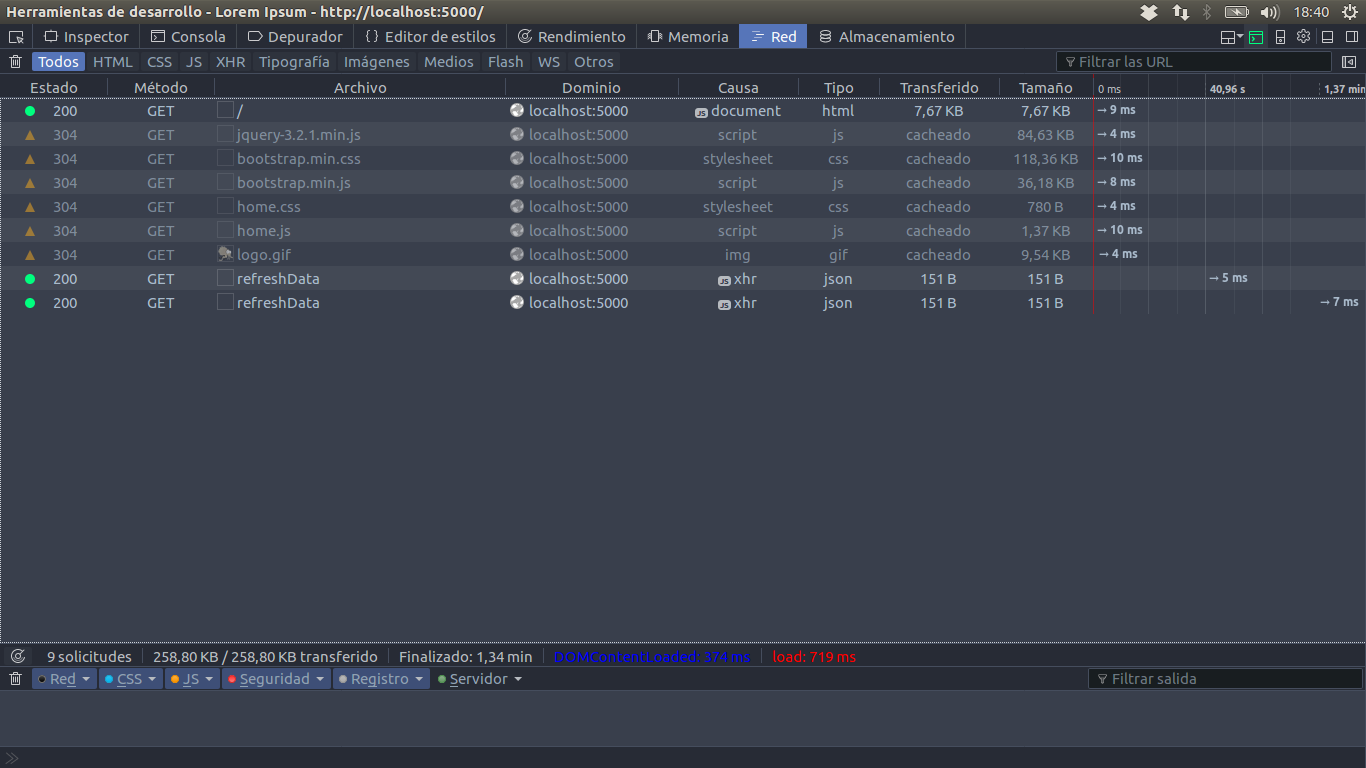 Herramientas de desarrollo - Lorem Ipsum - http://localhost:5000/ 18:40
Inspector Consola Depurador {} Editor de estilos Rendimiento Memoria Red Almacenamiento
Todos HTML CSS JS XHR Tipografía Imágenes Medios Flash WS Otros Filtrar las URL
Estado Método Archivo Dominio Causa Tipo Transferido Tamaño 0 ms 40,96 s 1,37 min
200 GET / localhost:5000 JS document html 7,67 KB 7,67 KB → 9 ms
304 GET jquery-3.2.1.min.js localhost:5000 script js cacheado 84,63 KB → 4 ms
304 GET bootstrap.min.css localhost:5000 stylesheet css cacheado 118,36 KB → 10 ms
304 GET bootstrap.min.js localhost:5000 script js cacheado 36,18 KB → 8 ms
304 GET home.css localhost:5000 stylesheet css cacheado 780 B → 4 ms
304 GET home.js localhost:5000 script js cacheado 1,37 KB → 10 ms
304 GET logo.gif localhost:5000 img gif cacheado 9,54 KB → 4 ms
200 GET refreshData localhost:5000 JS xhr json 151 B 151 B → 5 ms
200 GET refreshData localhost:5000 JS xhr json 151 B 151 B → 7 ms
9 solicitudes 258,80 KB / 258,80 KB transferido Finalizado: 1,34 min DOMContentLoaded: 374 ms load: 719 ms
Red CSS JS Seguridad Registro Servidor Filtrar salida